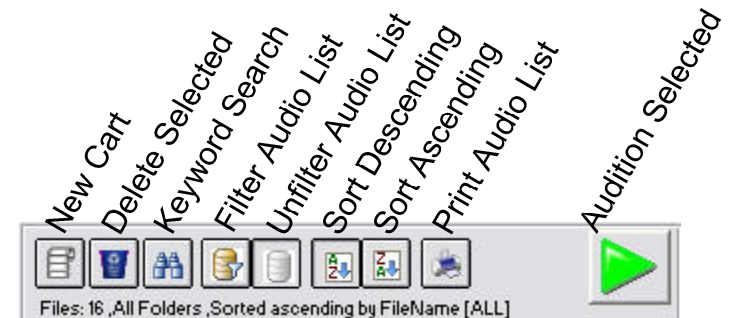 New Cart
Delete Selected
Keyword Search
Filter Audio List
Unfilter Audio List
Sort Descending
Sort Ascending
Print Audio List
Audition Selected
A
Z
Z
A
Files: 16 ,All Folders ,Sorted ascending by FileName [ALL]